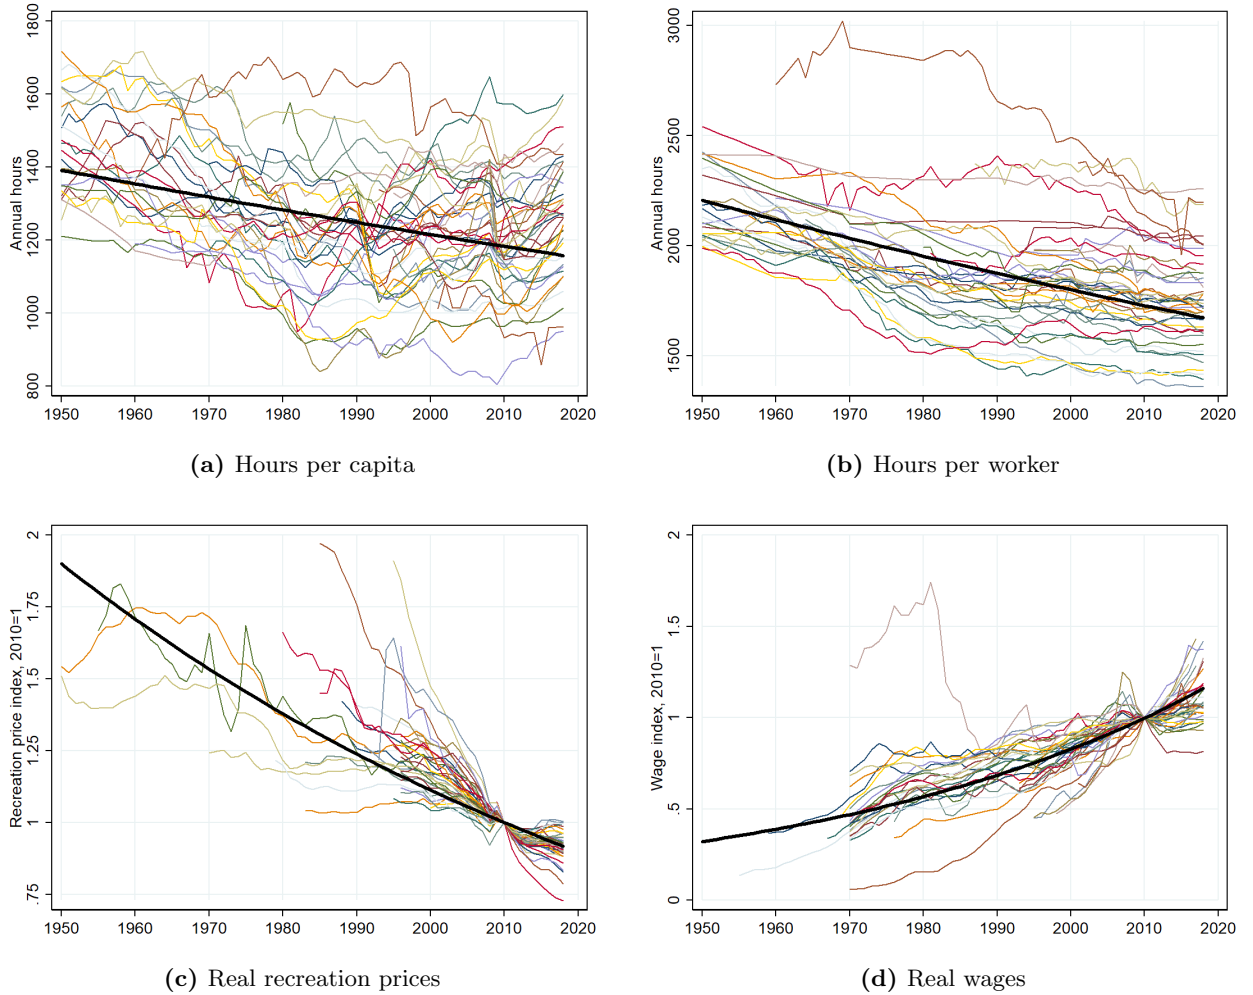 1800
1600
1400
1200
1000
800
Annual hours
1950 1960 1970 1980 1990 2000 2010 2020
(a) Hours per capita
3000
2500
2000
1500
Annual hours
1950 1960 1970 1980 1990 2000 2010 2020
(b) Hours per worker
2
1.75
1.5
1.25
1
.75
Recreation price index, 2010=1
1950 1960 1970 1980 1990 2000 2010 2020
(c) Real recreation prices
2
1.5
1
.5
0
Wage index, 2010=1
1950 1960 1970 1980 1990 2000 2010 2020
(d) Real wages